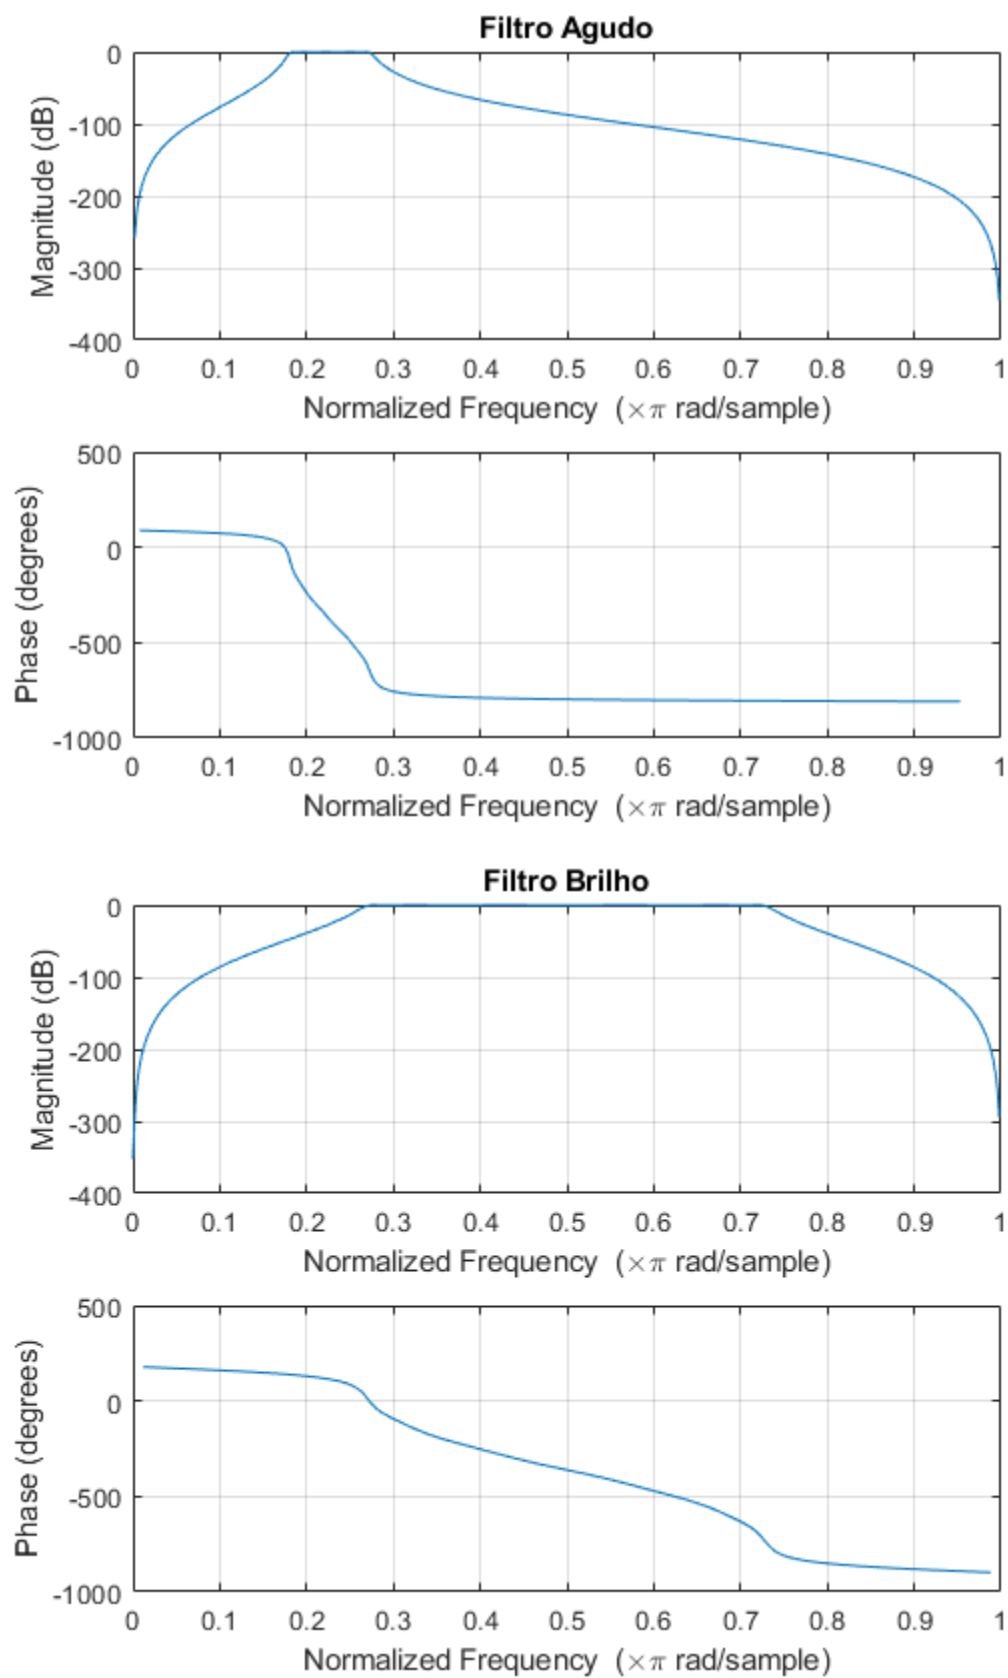 Filtro Agudo
0
-100
-200
-300
-400
Magnitude (dB)
0 0.1 0.2 0.3 0.4 0.5 0.6 0.7 0.8 0.9 1
Normalized Frequency (×π rad/sample)
500
0
-500
-1000
Phase (degrees)
0 0.1 0.2 0.3 0.4 0.5 0.6 0.7 0.8 0.9 1
Normalized Frequency (×π rad/sample)
Filtro Brilho
0
-100
-200
-300
-400
Magnitude (dB)
0 0.1 0.2 0.3 0.4 0.5 0.6 0.7 0.8 0.9 1
Normalized Frequency (×π rad/sample)
500
0
-500
-1000
Phase (degrees)
0 0.1 0.2 0.3 0.4 0.5 0.6 0.7 0.8 0.9 1
Normalized Frequency (×π rad/sample)